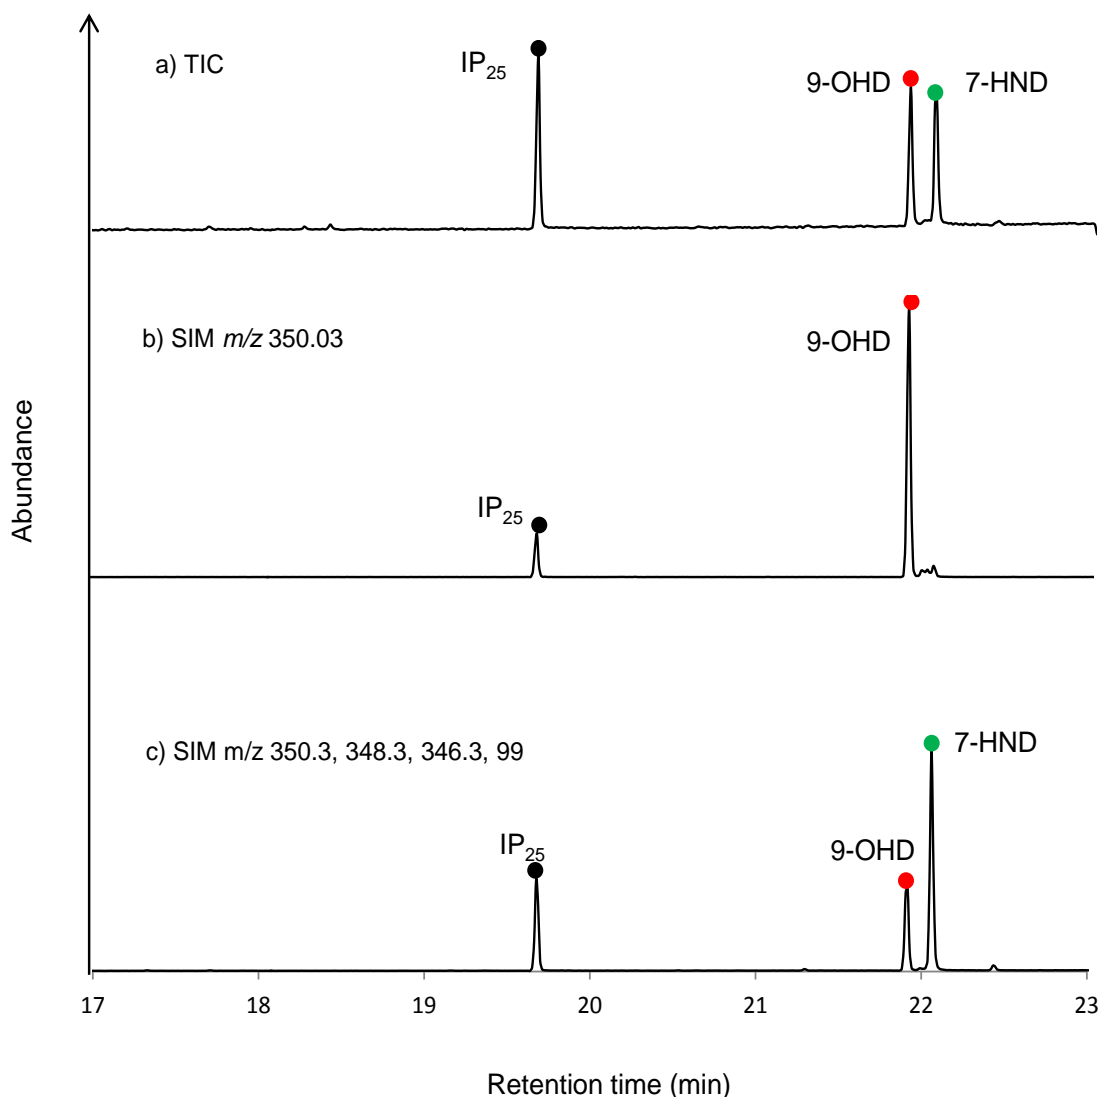 a) TIC
IP25
9-OHD
7-HND
b) SIM m/z 350.03
9-OHD
IP25
Abundance
c) SIM m/z 350.3, 348.3, 346.3, 99
7-HND
IP25
9-OHD
17 18 19 20 21 22 23
Retention time (min)